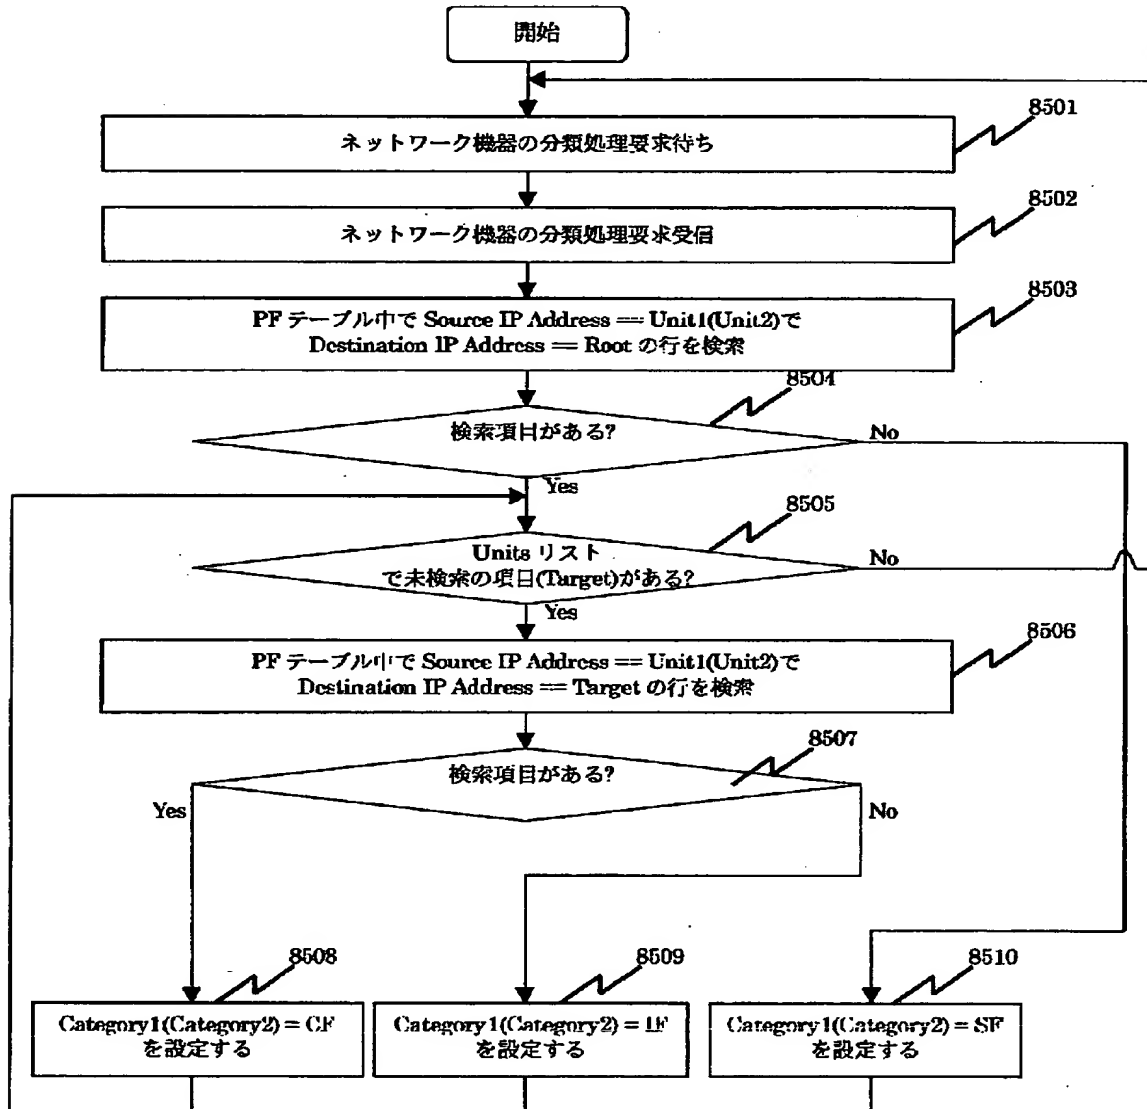 開始
8501
ネットワーク機器の分類処理要求待ち
8502
ネットワーク機器の分類処理要求受信
8503
PF テーブル中で Source IP Address == Unit1(Unit2)で
Destination IP Address == Root の行を検索
8504
検索項目がある?
No
Yes
8505
Units リスト
で未検索の項目(Target)がある?
No
Yes
8506
PF テーブル中で Source IP Address == Unit1(Unit2)で
Destination IP Address == Target の行を検索
8507
検索項目がある?
Yes
No
8508
Category1(Category2) = CF
を設定する
8509
Category1(Category2) = IF
を設定する
8510
Category1(Category2) = SF
を設定する